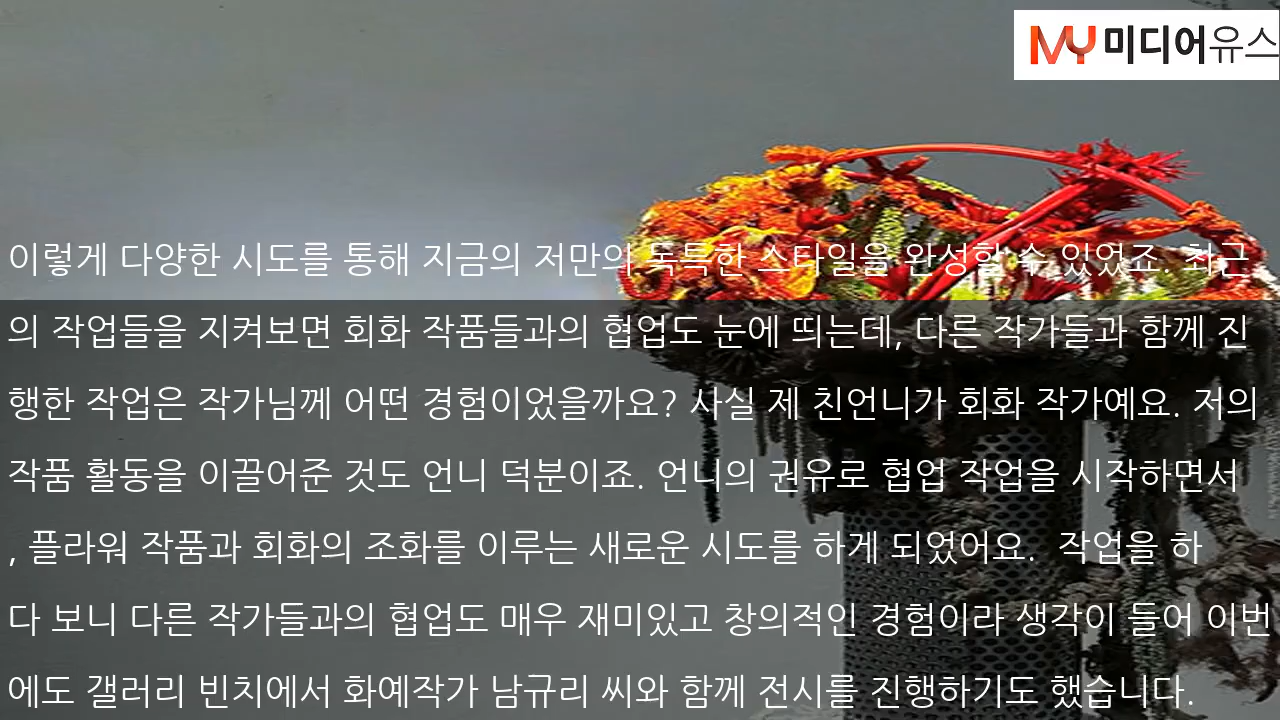 MY 미디어유스
이렇게 다양한 시도를 통해 지금의 저만의 독특한 스타일을 완성할 수 있었죠. 최근
의 작업들을 지켜보면 회화 작품들과의 협업도 눈에 띄는데, 다른 작가들과 함께 진
행한 작업은 작가님께 어떤 경험이었을까요? 사실 제 친언니가 회화 작가예요. 저의
작품 활동을 이끌어준 것도 언니 덕분이죠. 언니의 권유로 협업 작업을 시작하면서
, 플라워 작품과 회화의 조화를 이루는 새로운 시도를 하게 되었어요. 작업을 하
다 보니 다른 작가들과의 협업도 매우 재미있고 창의적인 경험이라 생각이 들어 이번
에도 갤러리 빈치에서 화예작가 남규리 씨와 함께 전시를 진행하기도 했습니다.